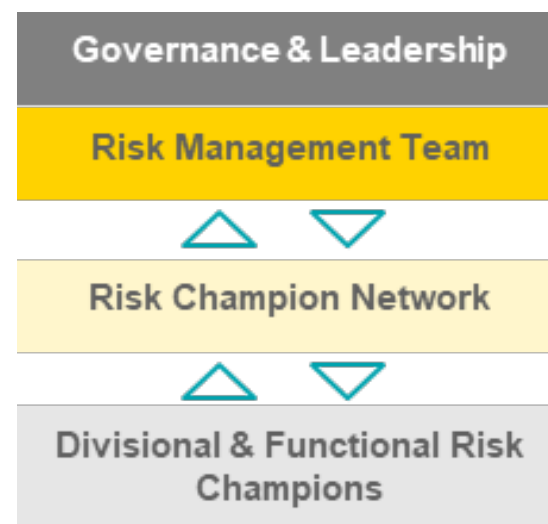 Governance & Leadership
Risk Management Team
Risk Champion Network
Divisional & Functional Risk
Champions